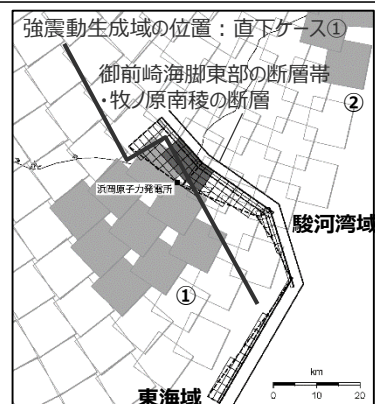 強震動生成域の位置：直下ケース①
御前崎海脚東部の断層帯
・牧ノ原南稜の断層
②
浜岡原子力発電所
駿河湾域
①
km
東海域
0 10 20